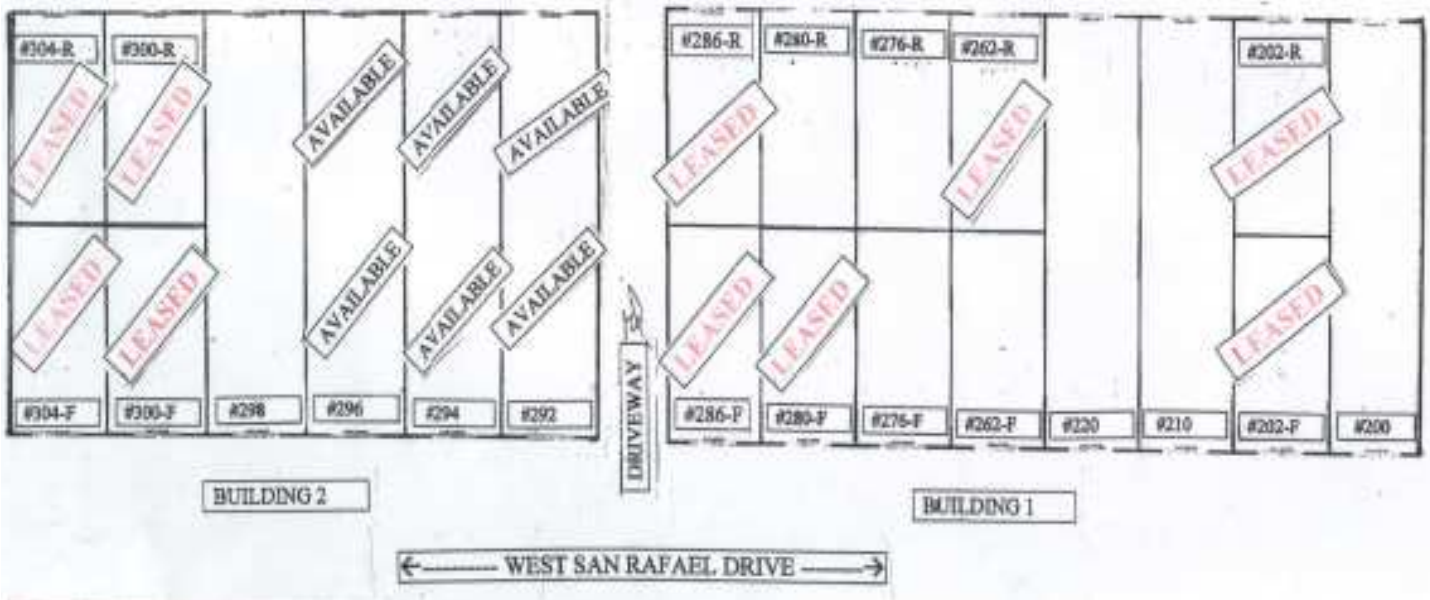 #304-R
#300-R
#286-R
#280-R
#276-R
#262-R
#202-R
LEASED
LEASED
AVAILABLE
AVAILABLE
AVAILABLE
LEASED
LEASED
LEASED
LEASED
LEASED
AVAILABLE
AVAILABLE
AVAILABLE
LEASED
LEASED
LEASED
DRIVEWAY
#304-F
#300-F
#298
#296
#294
#292
#286-F
#280-F
#276-F
#262-F
#220
#210
#202-F
#200
BUILDING 2
BUILDING 1
WEST SAN RAFAEL DRIVE